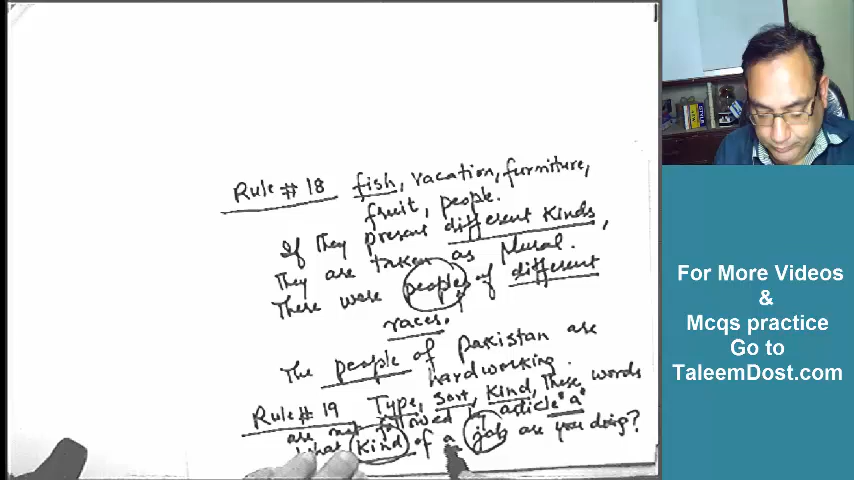 Rule # 18 fish, vacation, furniture,
fruit, people.
If they present different kinds,
They are taken as plural.
There were peoples of different
races.
The people of Pakistan are
hardworking.
Rule # 19 Type, sort, kind, These words
are not followed by article "a"
What kind of a job are you doing?
For More Videos
&
Mcqs practice
Go to
TaleemDost.com